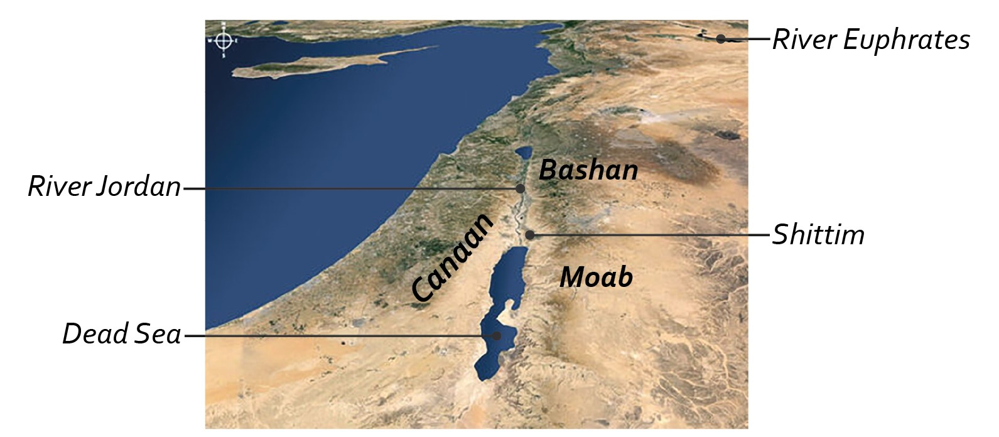 River Euphrates
Bashan
River Jordan
Canaan
Shittim
Moab
Dead Sea